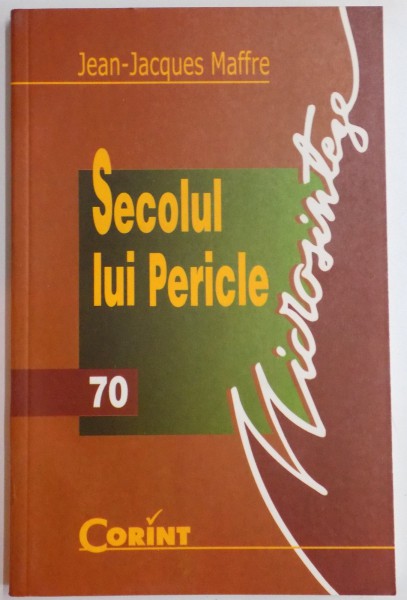 Jean-Jacques Maffre
Secolul
lui Pericle
Microsinteze
70
CORINT